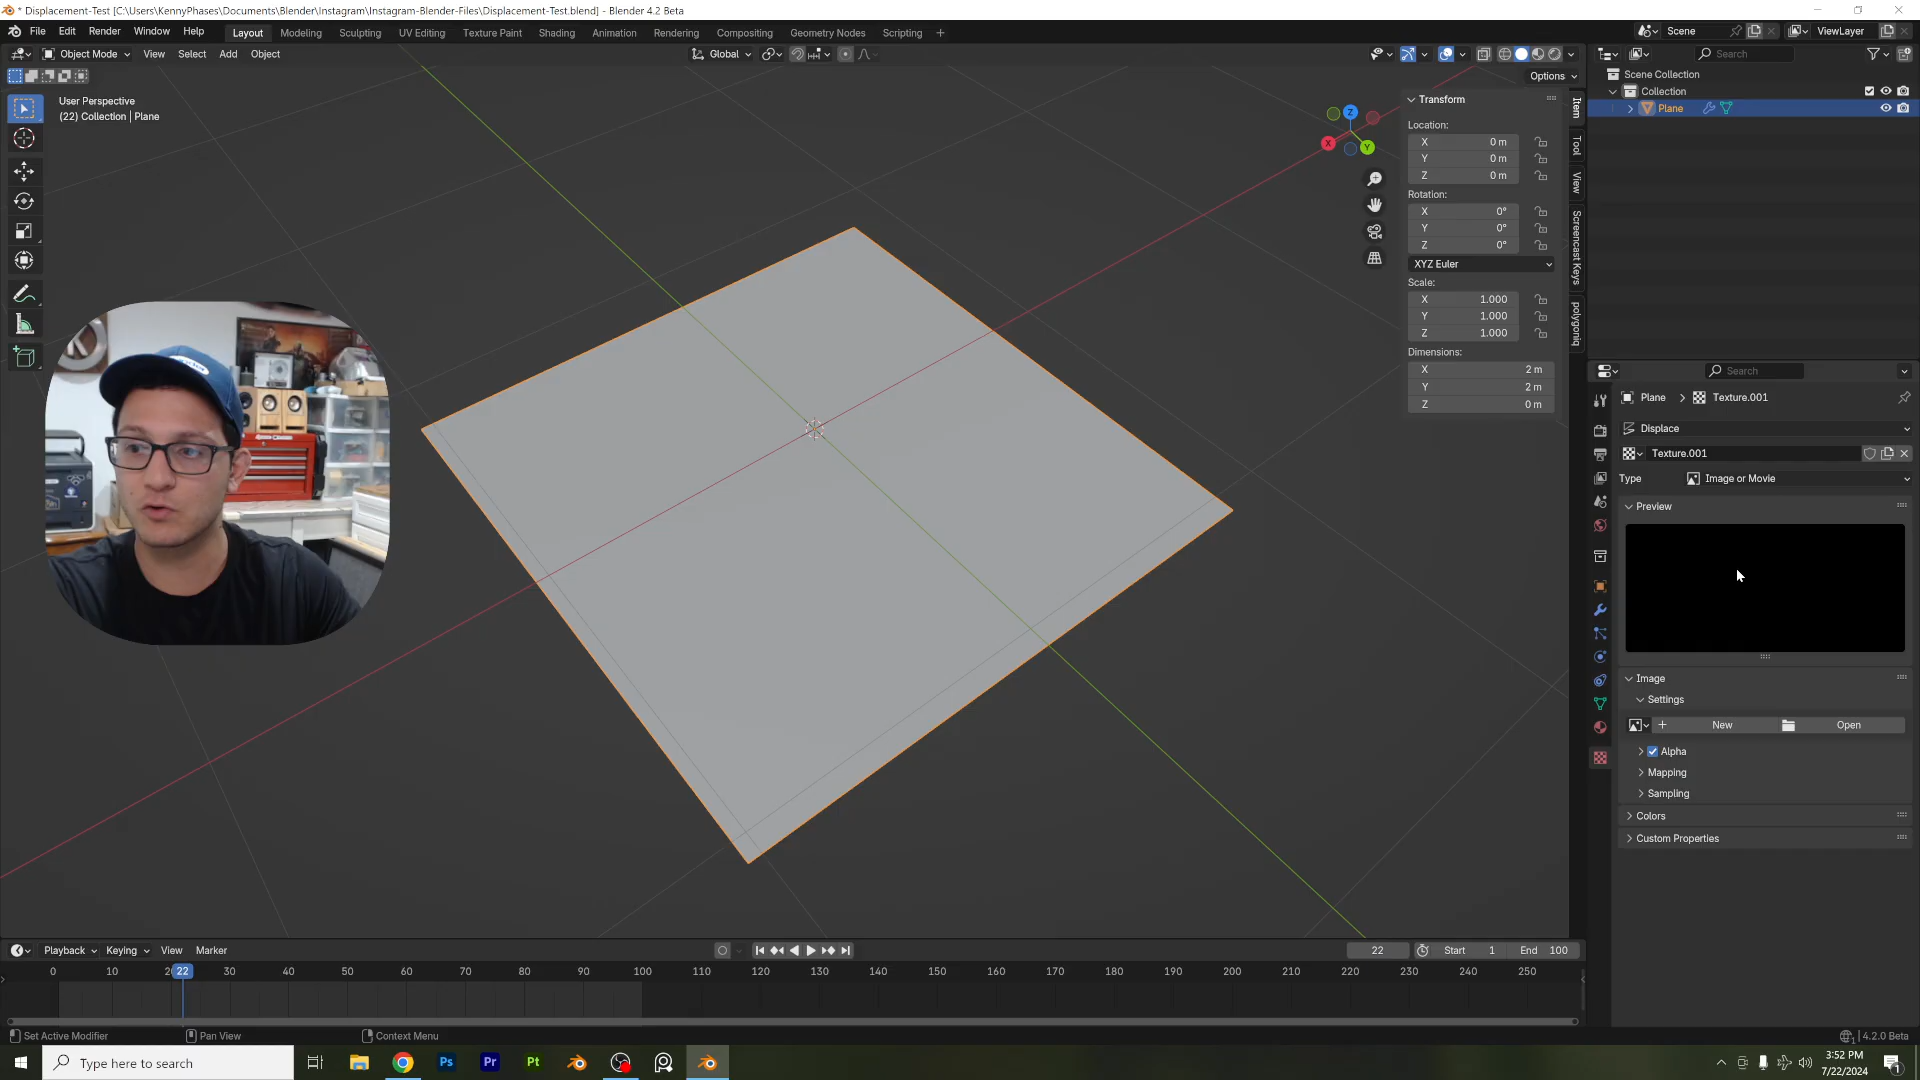 * Displacement-Test [C:\Users\KennyPhases\Documents\Blender\Instagram\Instagram-Blender-Files\Displacement-Test.blend] - Blender 4.2 Beta
File Edit Render Window Help Layout Modeling Sculpting UV Editing Texture Paint Shading Animation Rendering Compositing Geometry Nodes Scripting + Scene ViewLayer
Object Mode View Select Add Object Global Search
Options
User Perspective
(22) Collection | Plane
Transform
Location:
X 0 m
Y 0 m
Z 0 m
Rotation:
X 0°
Y 0°
Z 0°
XYZ Euler
Scale:
X 1.000
Y 1.000
Z 1.000
Dimensions:
X 2 m
Y 2 m
Z 0 m
Item
Tool
View
Screencast Keys
polygoniq
Z
X
Y
Scene Collection
Collection
Plane
Search
Plane > Texture.001
Displace
Texture.001
Type Image or Movie
Preview
Image
Settings
New Open
Alpha
Mapping
Sampling
Colors
Custom Properties
Playback Keying View Marker 22 Start 1 End 100
0 10 22 30 40 50 60 70 80 90 100 110 120 130 140 150 160 170 180 190 200 210 220 230 240 250
Set Active Modifier Pan View Context Menu 4.2.0 Beta
Type here to search Ps Pr Pt 3:52 PM
7/22/2024
1